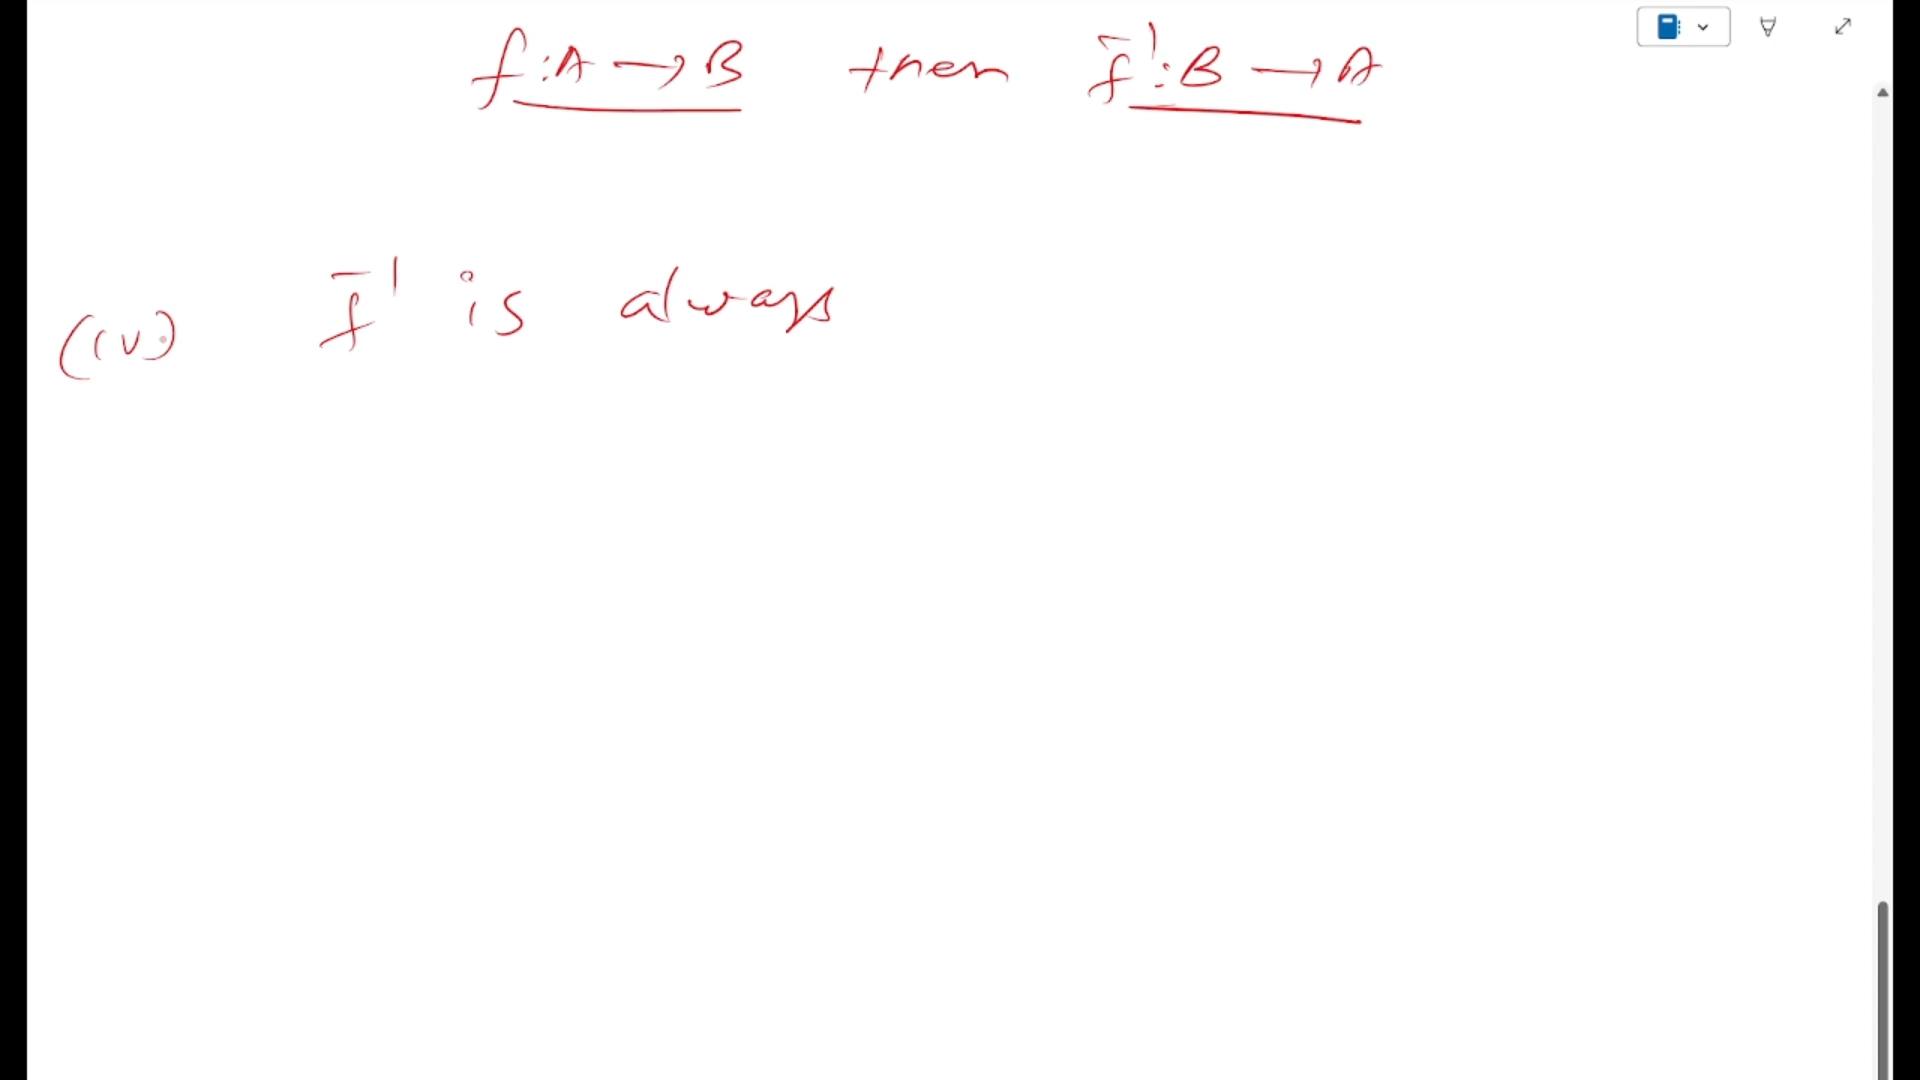 f : A → B then f⁻¹ : B → A
(iv) f⁻¹ is always